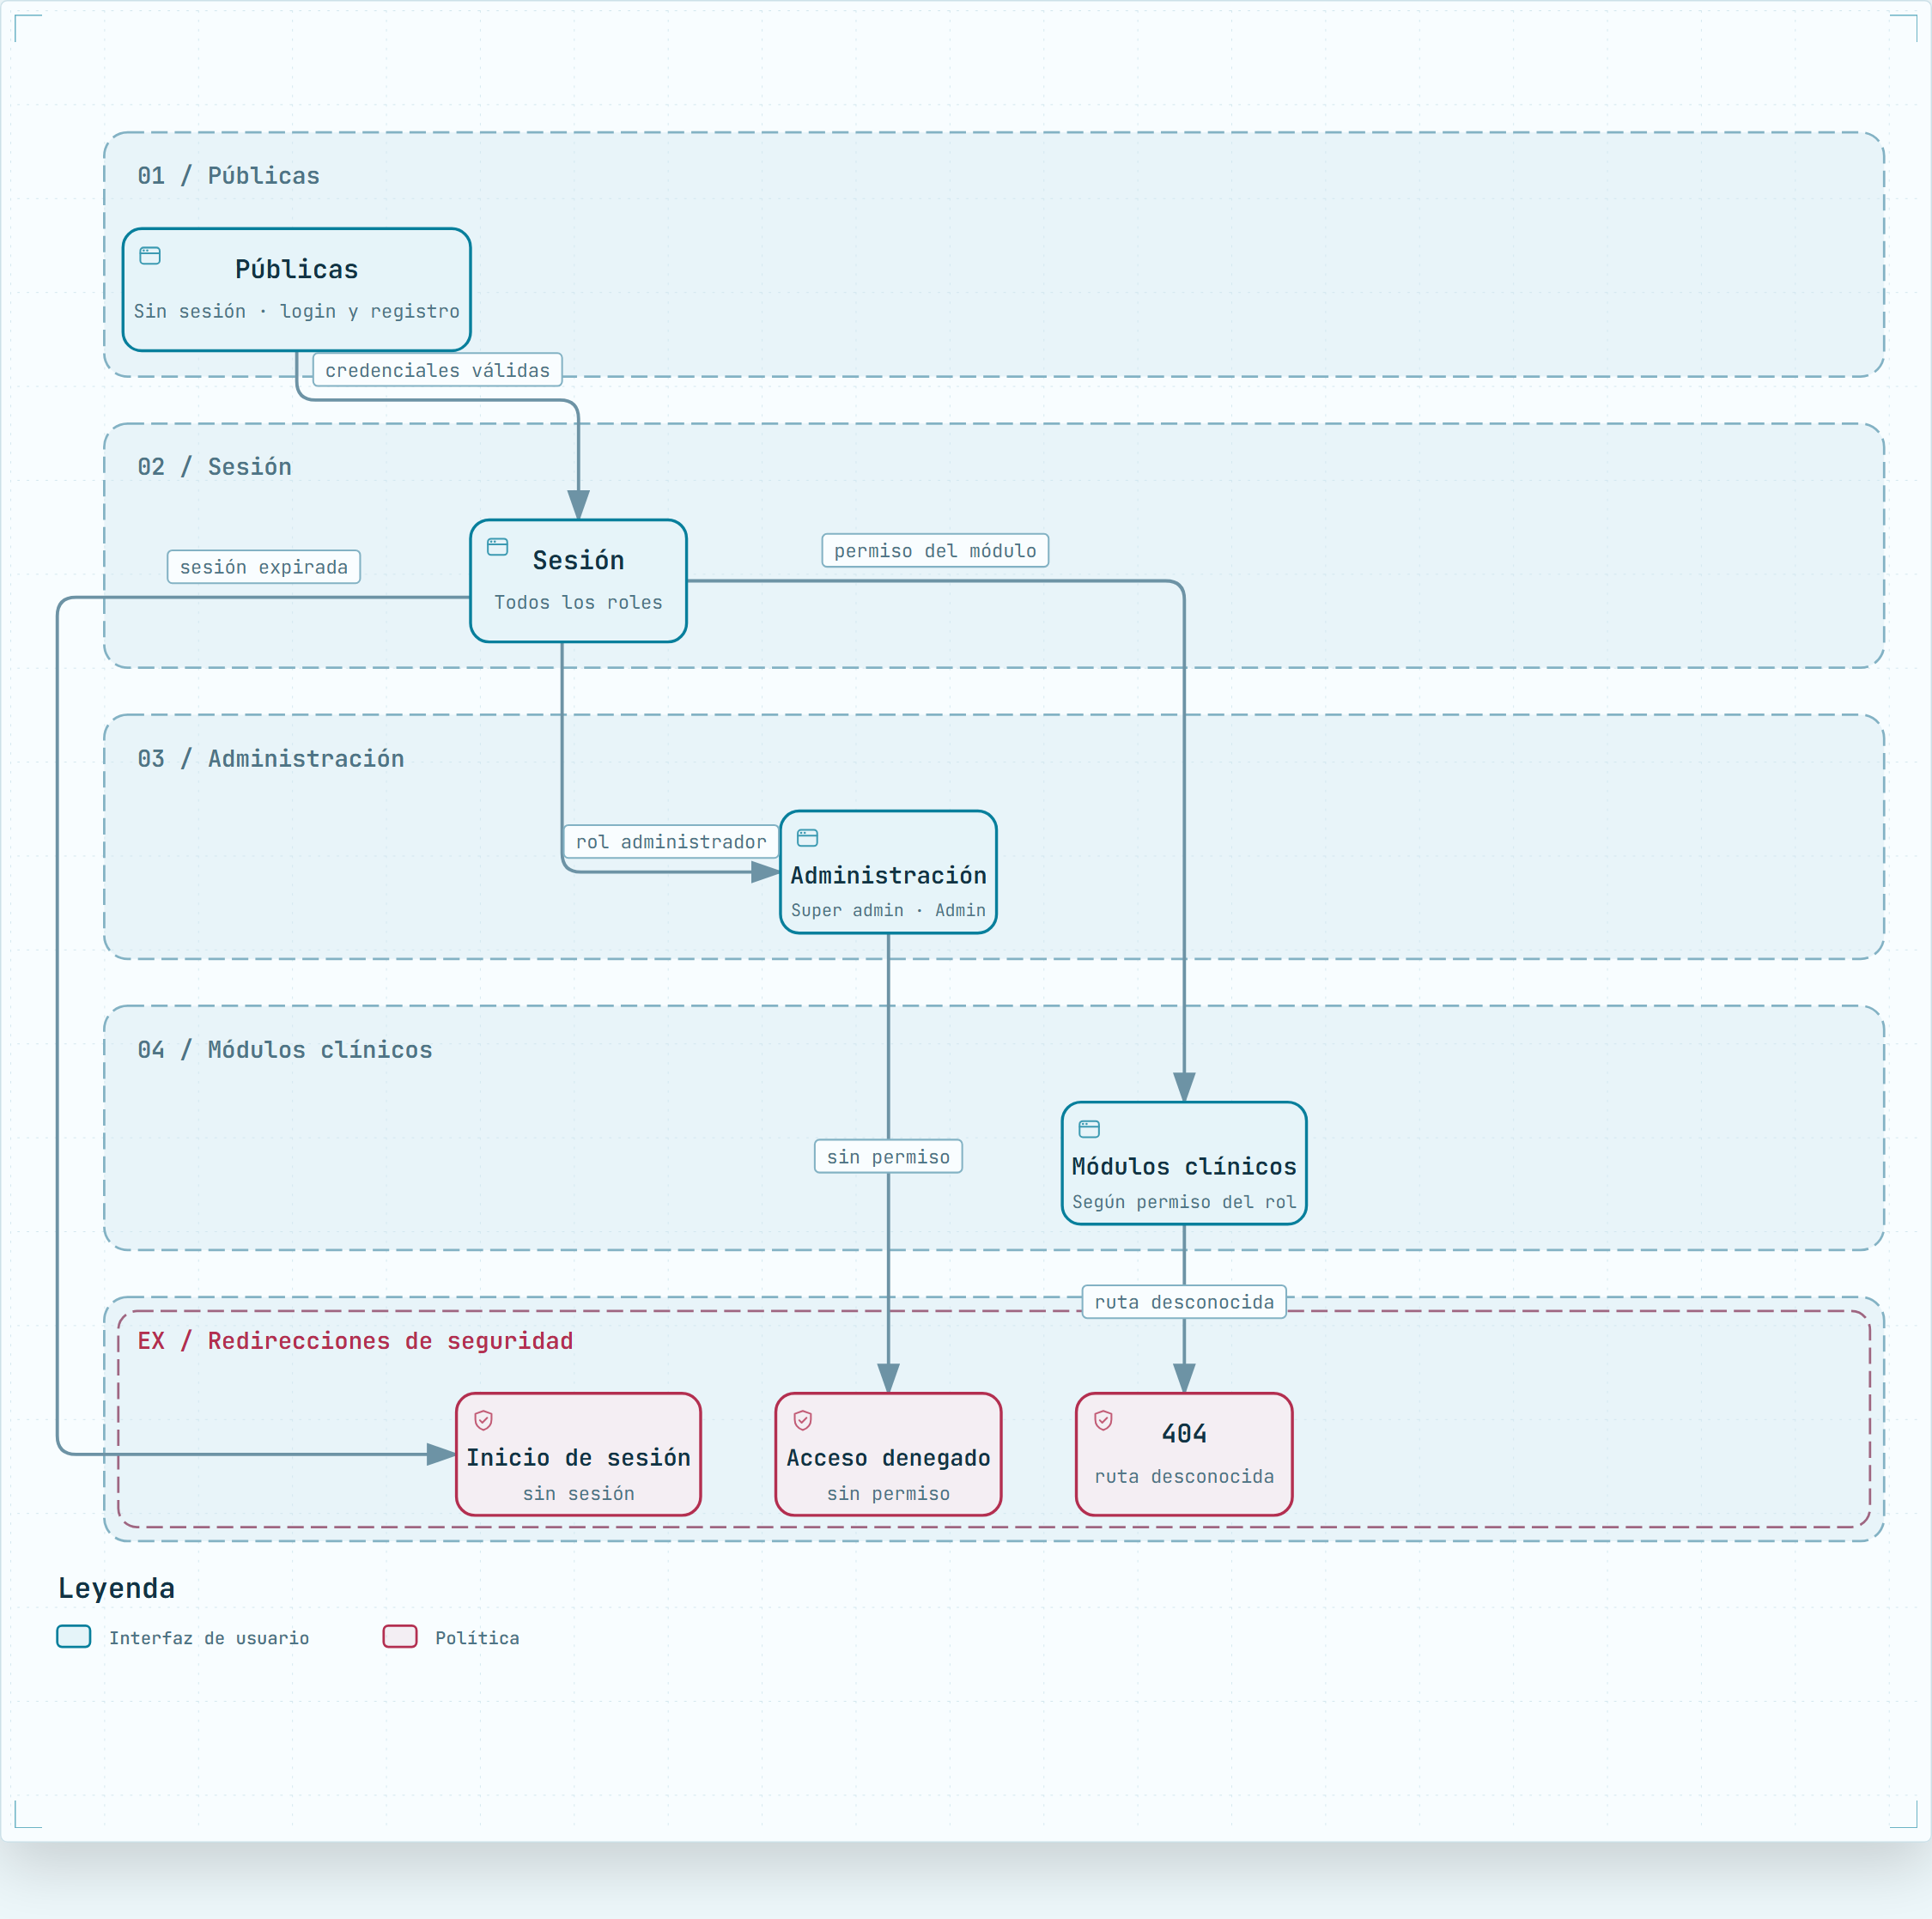 01 / Públicas
Públicas
Sin sesión · login y registro
credenciales válidas
02 / Sesión
permiso del módulo
sesión expirada
Sesión
Todos los roles
03 / Administración
rol administrador
Administración
Super admin · Admin
04 / Módulos clínicos
sin permiso
Módulos clínicos
Según permiso del rol
ruta desconocida
EX / Redirecciones de seguridad
Inicio de sesión
sin sesión
Acceso denegado
sin permiso
404
ruta desconocida
Leyenda
Interfaz de usuario
Política